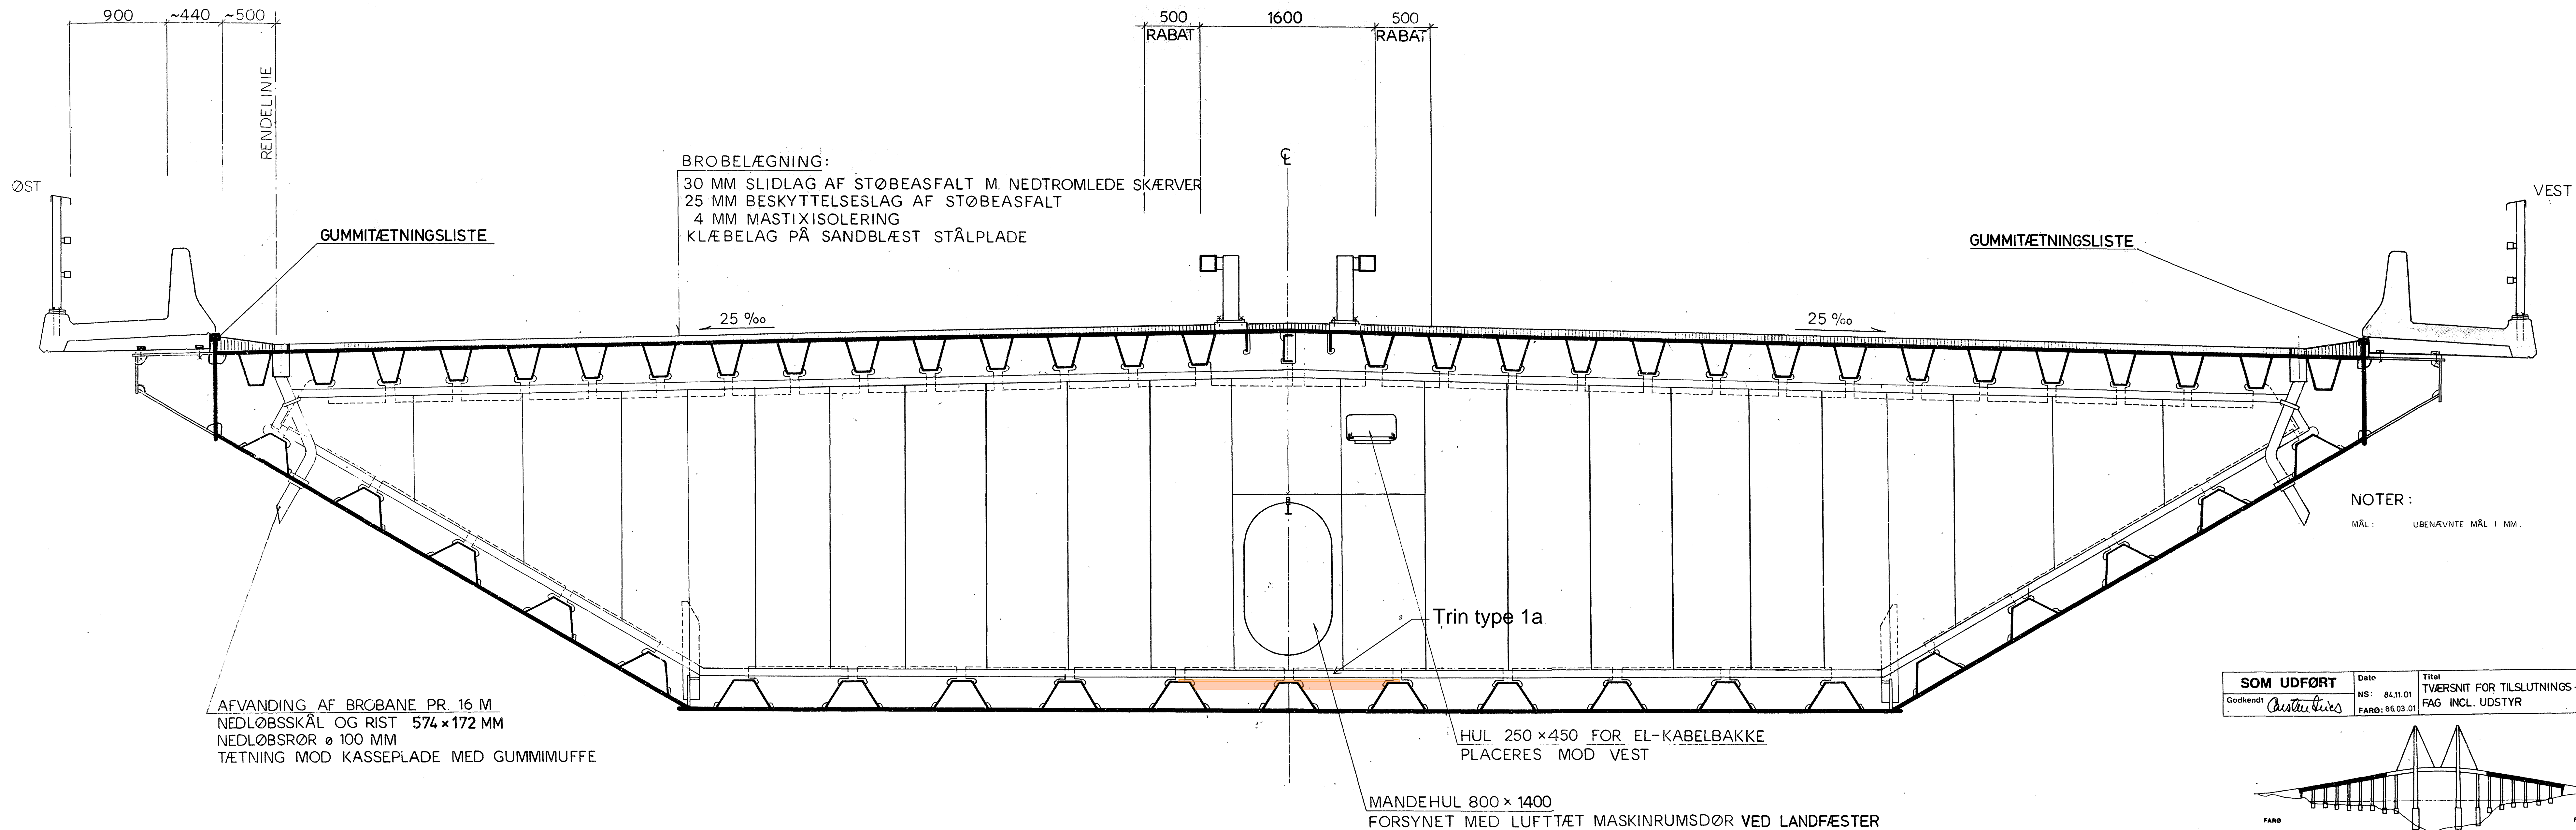 900 ~440 ~500
500 1600 500
RABAT RABAT
RENDELINIE
ØST
VEST
BROBELÆGNING:
30 MM SLIDLAG AF STØBEASFALT M. NEDTROMLEDE SKÆRVER
25 MM BESKYTTELSESLAG AF STØBEASFALT
4 MM MASTIXISOLERING
KLÆBELAG PÅ SANDBLÆST STÅLPLADE
GUMMITÆTNINGSLISTE
GUMMITÆTNINGSLISTE
25 ‰
25 ‰
NOTER:
MÅL: UBENÆVNTE MÅL I MM.
Trin type 1a
AFVANDING AF BROBANE PR. 16 M
NEDLØBSSKÅL OG RIST 574×172 MM
NEDLØBSRØR ø 100 MM
TÆTNING MOD KASSEPLADE MED GUMMIMUFFE
HUL 250×450 FOR EL-KABELBAKKE
PLACERES MOD VEST
MANDEHUL 800 × 1400
FORSYNET MED LUFTTÆT MASKINRUMSDØR VED LANDFÆSTER
SOM UDFØRT
Godkendt
Dato
NS: 84.11.01
FARØ: 86.03.01
Titel
TVÆRSNIT FOR TILSLUTNINGS-
FAG INCL. UDSTYR
FARØ